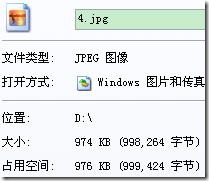 4.jpg
文件类型: JPEG 图像
打开方式: Windows 图片和传真
位置: D:\
大小: 974 KB (998,264 字节)
占用空间: 976 KB (999,424 字节)